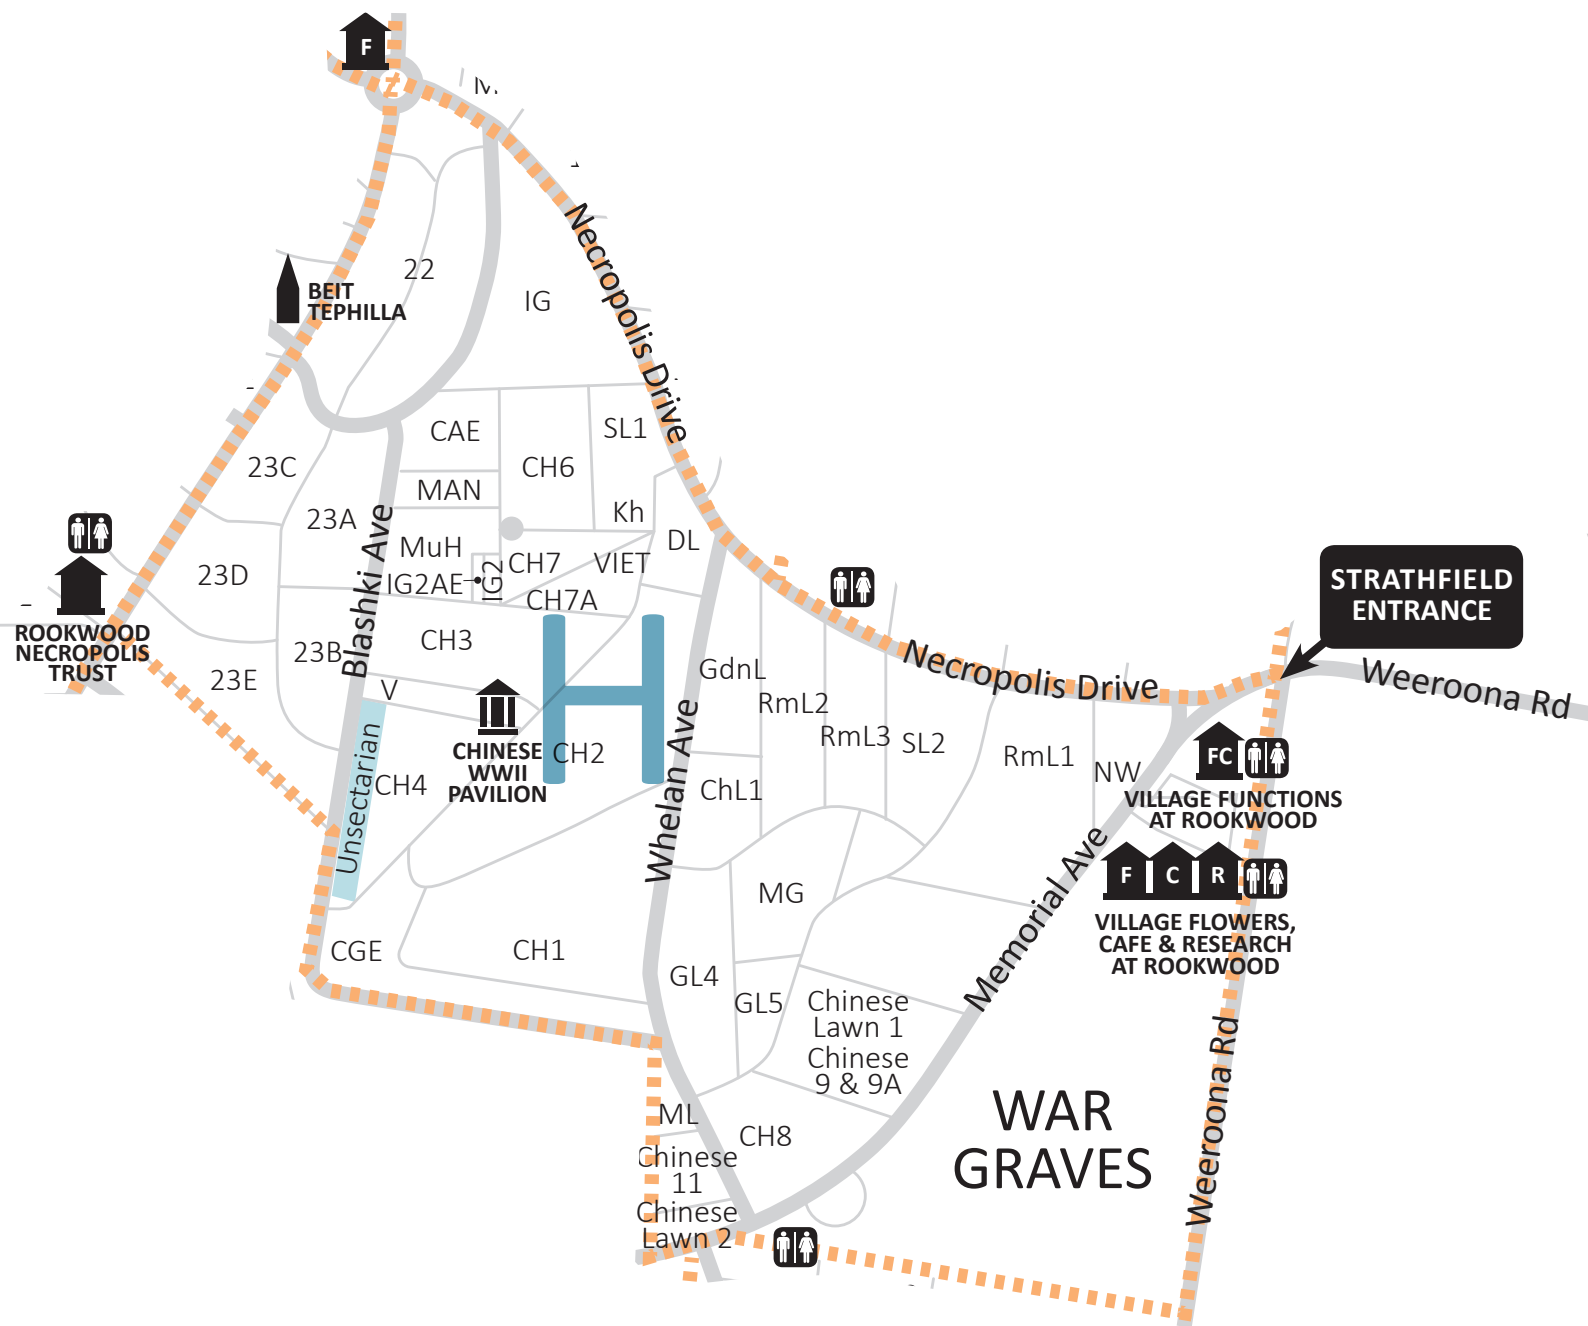 F
22
IG
Necropolis Drive
BEIT
TEPHILLA
CAE
SL1
23C
CH6
MAN
Kh
23A
DL
MuH
CH7
VIET
IG2AE
IG2
23D
CH7A
Blashki Ave
ROOKWOOD
NECROPOLIS
TRUST
STRATHFIELD
ENTRANCE
CH3
23B
23E
V
H
GdnL
Necropolis Drive
Weeroona Rd
RmL2
RmL3
SL2
RmL1
NW
CHINESE
WWII
PAVILION
CH2
CH4
Unsectarian
ChL1
Whelan Ave
FC
VILLAGE FUNCTIONS
AT ROOKWOOD
Memorial Ave
F
C
R
VILLAGE FLOWERS,
CAFE & RESEARCH
AT ROOKWOOD
MG
CGE
CH1
GL4
GL5
Chinese
Lawn 1
Chinese
9 & 9A
Weeroona Rd
WAR
GRAVES
ML
CH8
Chinese
11
Chinese
Lawn 2